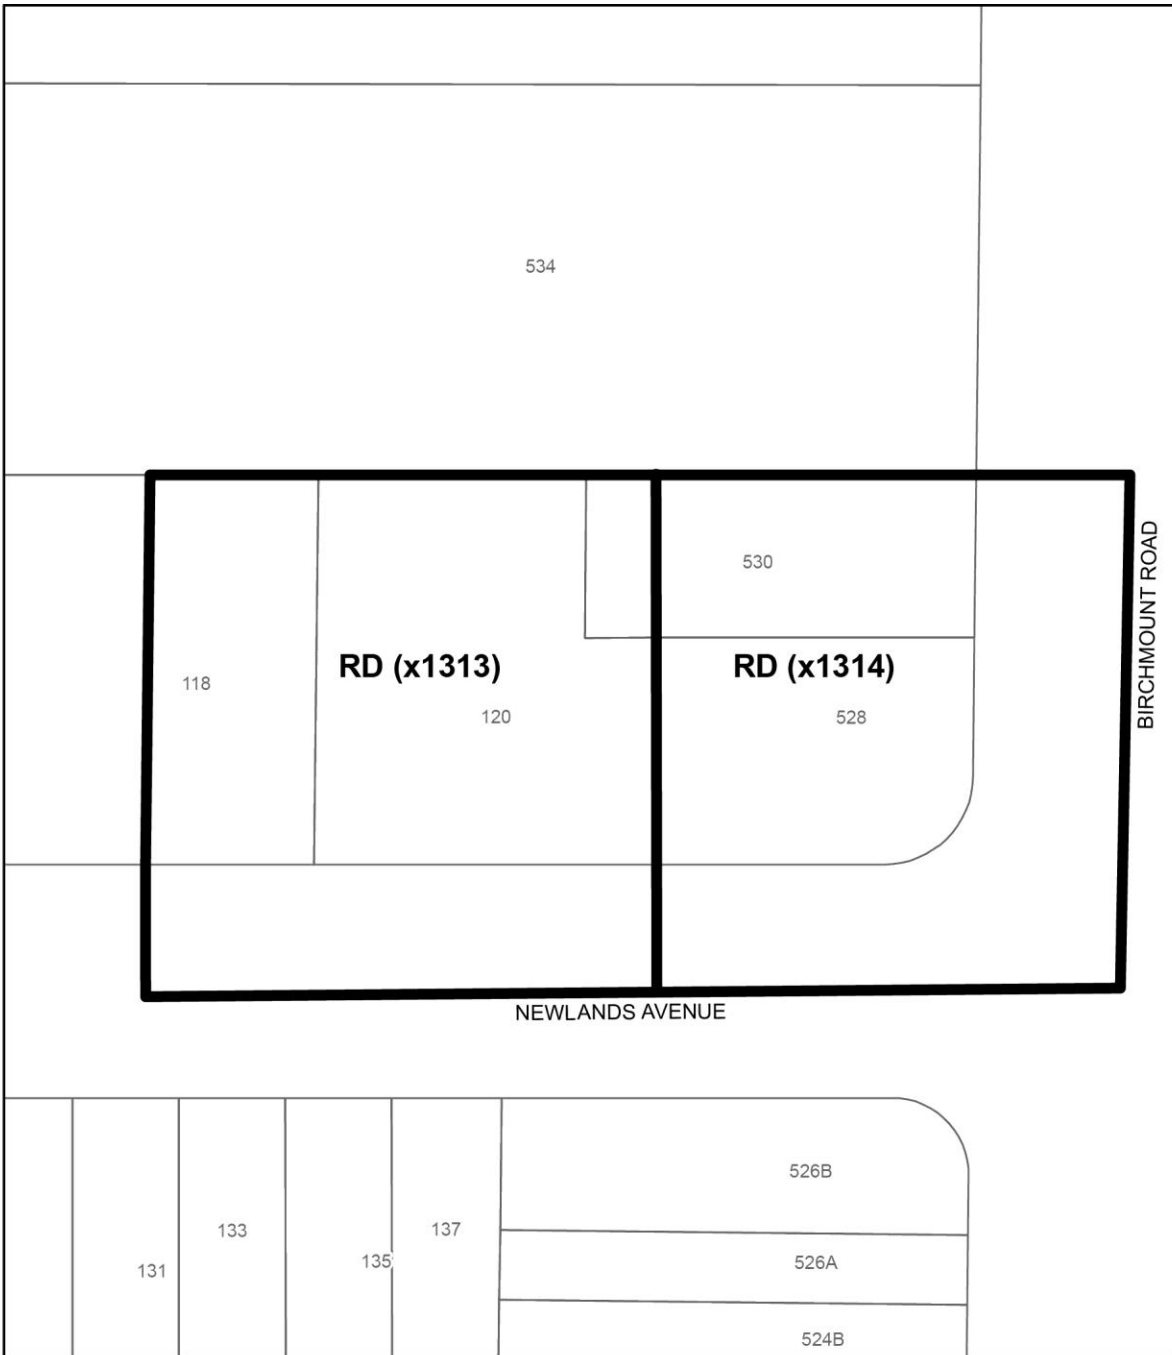 534
530
BIRCHMOUNT ROAD
RD (x1313)
RD (x1314)
118
120
528
NEWLANDS AVENUE
526B
133
137
135
526A
131
524B